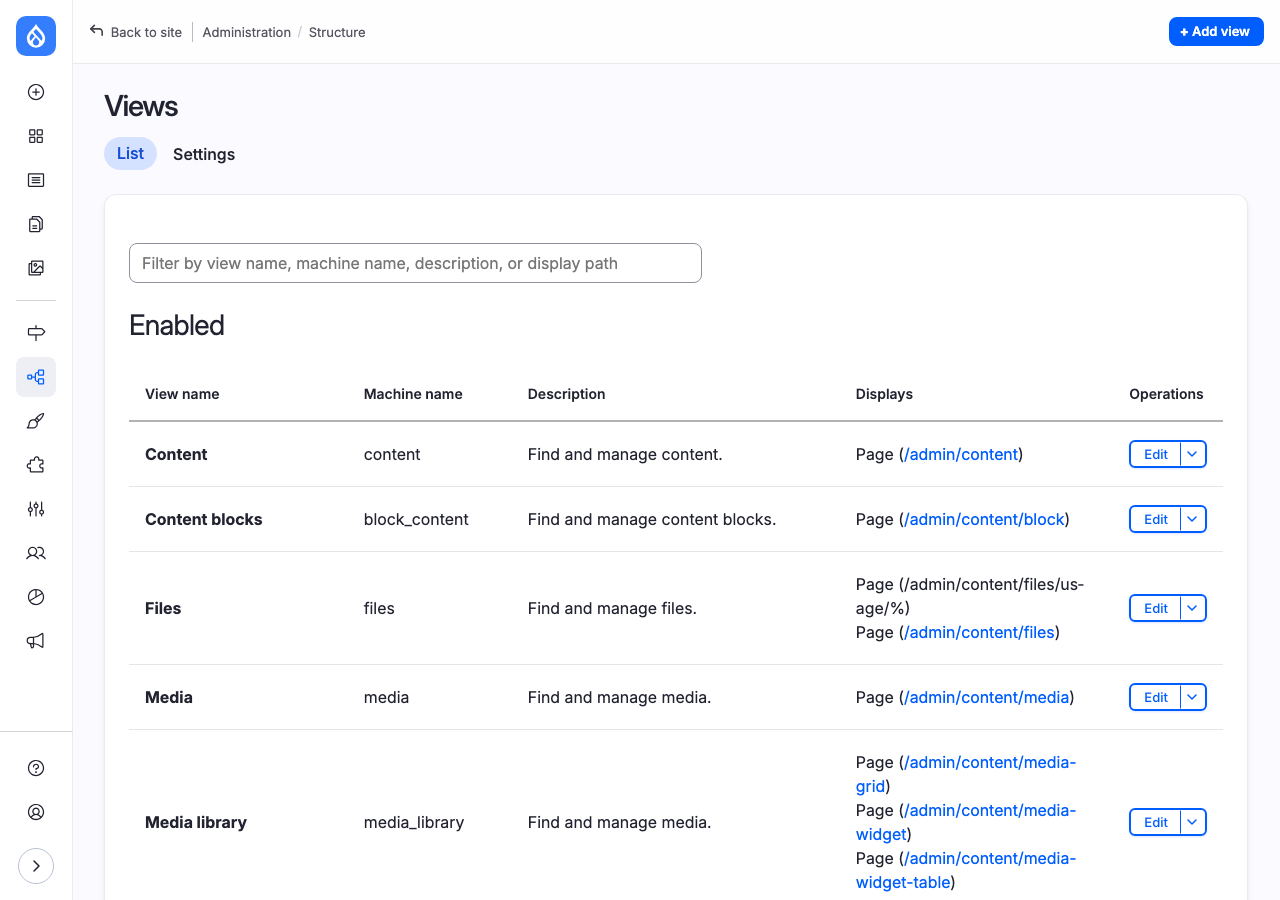 Back to site
Administration / Structure
+ Add view
Views
List
Settings
Filter by view name, machine name, description, or display path
Enabled
View name Machine name Description Displays Operations
Content content Find and manage content. Page (/admin/content) Edit
Content blocks block_content Find and manage content blocks. Page (/admin/content/block) Edit
Files files Find and manage files. Page (/admin/content/files/us-
age/%)
Page (/admin/content/files) Edit
Media media Find and manage media. Page (/admin/content/media) Edit
Media library media_library Find and manage media. Page (/admin/content/media-
grid)
Page (/admin/content/media-
widget)
Page (/admin/content/media-
widget-table) Edit